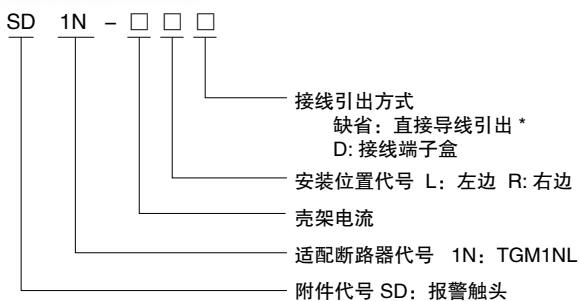 SD 1N – □ □ □
接线引出方式
缺省：直接导线引出 *
D: 接线端子盒
安装位置代号 L：左边 R: 右边
壳架电流
适配断路器代号 1N：TGM1NL
附件代号 SD：报警触头